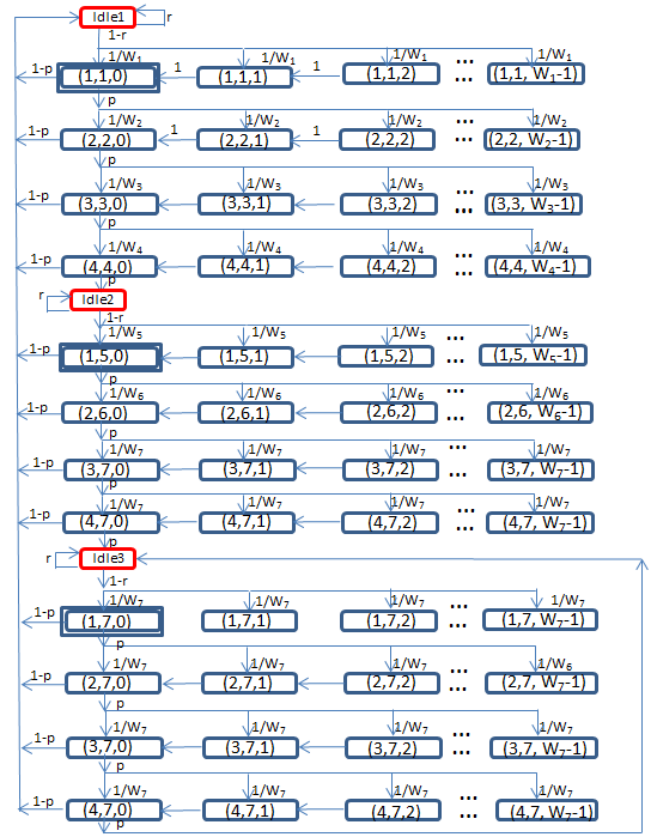 Idle1 r
1-r
1/W₁ 1/W₁ 1/W₁ ... 1/W₁
1-p (1,1,0) 1 (1,1,1) 1 (1,1,2) ... (1,1, W₁-1)
p
1/W₂ 1/W₂ 1/W₂ ... 1/W₂
1-p (2,2,0) 1 (2,2,1) 1 (2,2,2) ... (2,2, W₂-1)
p
1/W₃ 1/W₃ 1/W₃ ... 1/W₃
1-p (3,3,0) (3,3,1) (3,3,2) ... (3,3, W₃-1)
p
1/W₄ 1/W₄ 1/W₄ ... 1/W₄
1-p (4,4,0) (4,4,1) (4,4,2) ... (4,4, W₄-1)
p
r Idle2
1-r
1/W₅ 1/W₅ 1/W₅ ... 1/W₅
1-p (1,5,0) (1,5,1) (1,5,2) ... (1,5, W₅-1)
p
1/W₆ 1/W₆ 1/W₆ ... 1/W₆
1-p (2,6,0) (2,6,1) (2,6,2) ... (2,6, W₆-1)
p
1/W₇ 1/W₇ 1/W₇ ... 1/W₇
1-p (3,7,0) (3,7,1) (3,7,2) ... (3,7, W₇-1)
p
1/W₇ 1/W₇ 1/W₇ ... 1/W₇
1-p (4,7,0) (4,7,1) (4,7,2) ... (4,7, W₇-1)
p
r Idle3
1-r
1/W₇ 1/W₇ 1/W₇ ... 1/W₇
1-p (1,7,0) (1,7,1) (1,7,2) ... (1,7, W₇-1)
p
1/W₇ 1/W₇ 1/W₇ ... 1/W₆
1-p (2,7,0) (2,7,1) (2,7,2) ... (2,7, W₇-1)
p
1/W₇ 1/W₇ 1/W₇ 1/W₇
1-p (3,7,0) (3,7,1) (3,7,2) ... ... (3,7, W₇-1)
p
1/W₇ 1/W₇ 1/W₇ 1/W₇
1-p (4,7,0) (4,7,1) (4,7,2) ... ... (4,7, W₇-1)
p